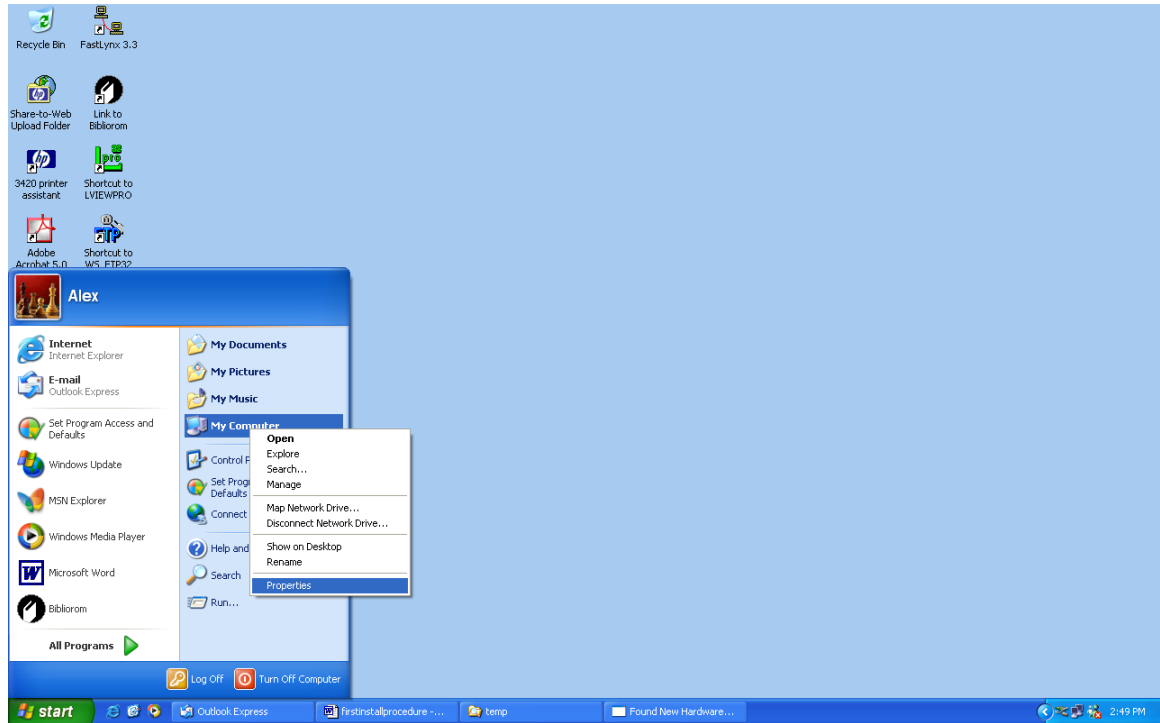 Recycle Bin
FastLynx 3.3
Share-to-Web
Upload Folder
Link to
Bibliorom
3420 printer
assistant
Shortcut to
LVIEWPRO
Adobe
Acrobat 5.0
Shortcut to
WS_FTP32
Alex
Internet
Internet Explorer
E-mail
Outlook Express
Set Program Access and
Defaults
Windows Update
MSN Explorer
Windows Media Player
Microsoft Word
Bibliorom
All Programs
My Documents
My Pictures
My Music
My Computer
Control P
Set Progr
Defaults
Connect
Help and
Search
Run...
Open
Explore
Search...
Manage
Map Network Drive...
Disconnect Network Drive...
Show on Desktop
Rename
Properties
Log Off
Turn Off Computer
start
Outlook Express
firstinstallprocedure -...
temp
Found New Hardware...
2:49 PM